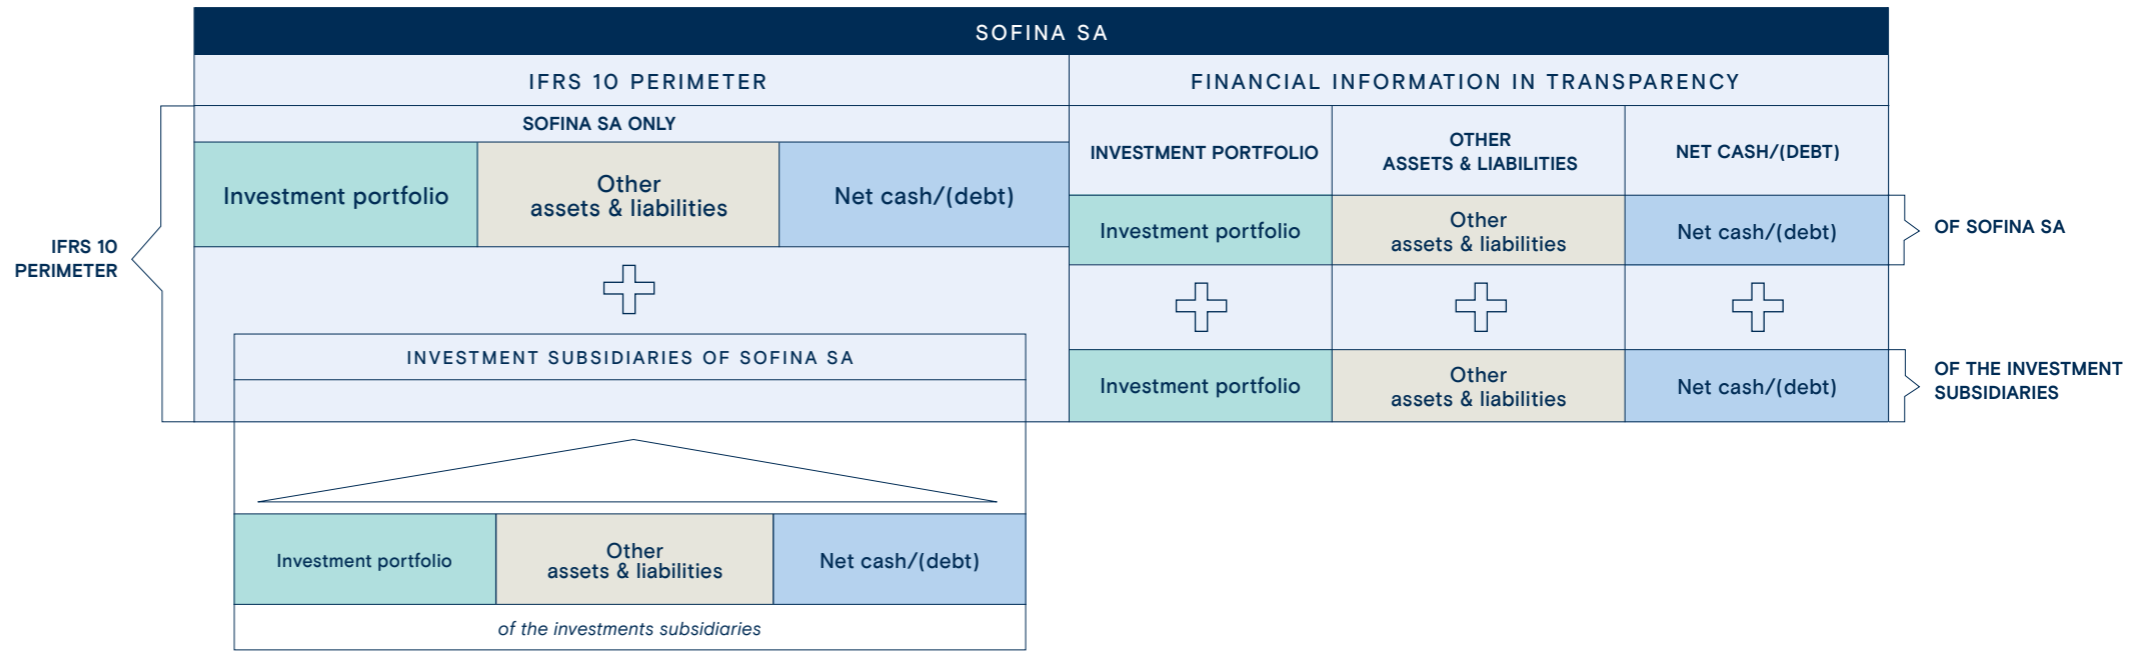 SOFINA SA
IFRS 10 PERIMETER
FINANCIAL INFORMATION IN TRANSPARENCY
SOFINA SA ONLY
Investment portfolio
Other
assets & liabilities
Net cash/(debt)
IFRS 10
PERIMETER
INVESTMENT SUBSIDIARIES OF SOFINA SA
Investment portfolio
Other
assets & liabilities
Net cash/(debt)
of the investments subsidiaries
INVESTMENT PORTFOLIO
OTHER
ASSETS & LIABILITIES
NET CASH/(DEBT)
Investment portfolio
Other
assets & liabilities
Net cash/(debt)
OF SOFINA SA
Investment portfolio
Other
assets & liabilities
Net cash/(debt)
OF THE INVESTMENT
SUBSIDIARIES